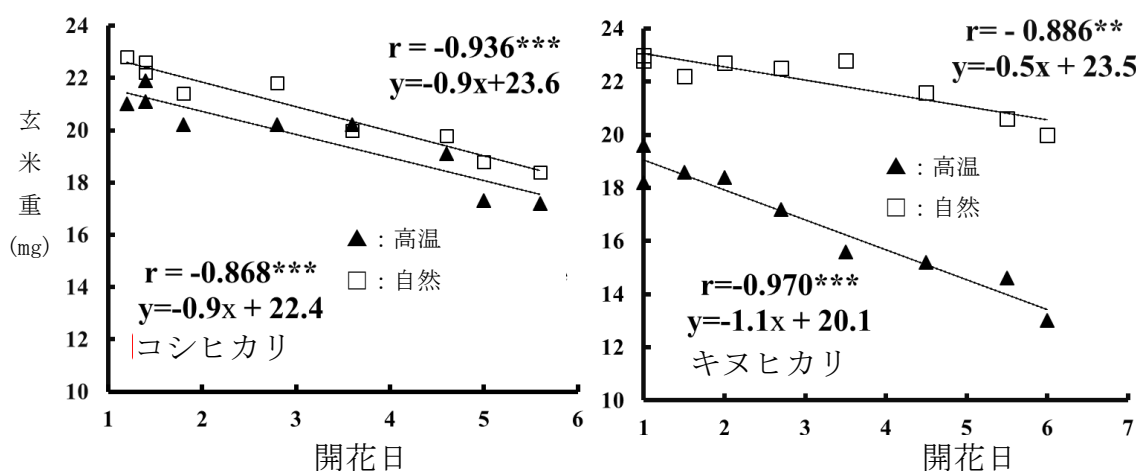 24
22
20
18
16
14
12
10
玄
米
重
(mg)
r = -0.936***
y=-0.9x+23.6
▲ : 高温
□ : 自然
r = -0.868***
y=-0.9x + 22.4
コシヒカリ
1 2 3 4 5 6
開花日
24
22
20
18
16
14
12
10
r= - 0.886**
y=-0.5x + 23.5
▲ : 高温
□ : 自然
r=-0.970***
y=-1.1x + 20.1
キヌヒカリ
1 2 3 4 5 6 7
開花日